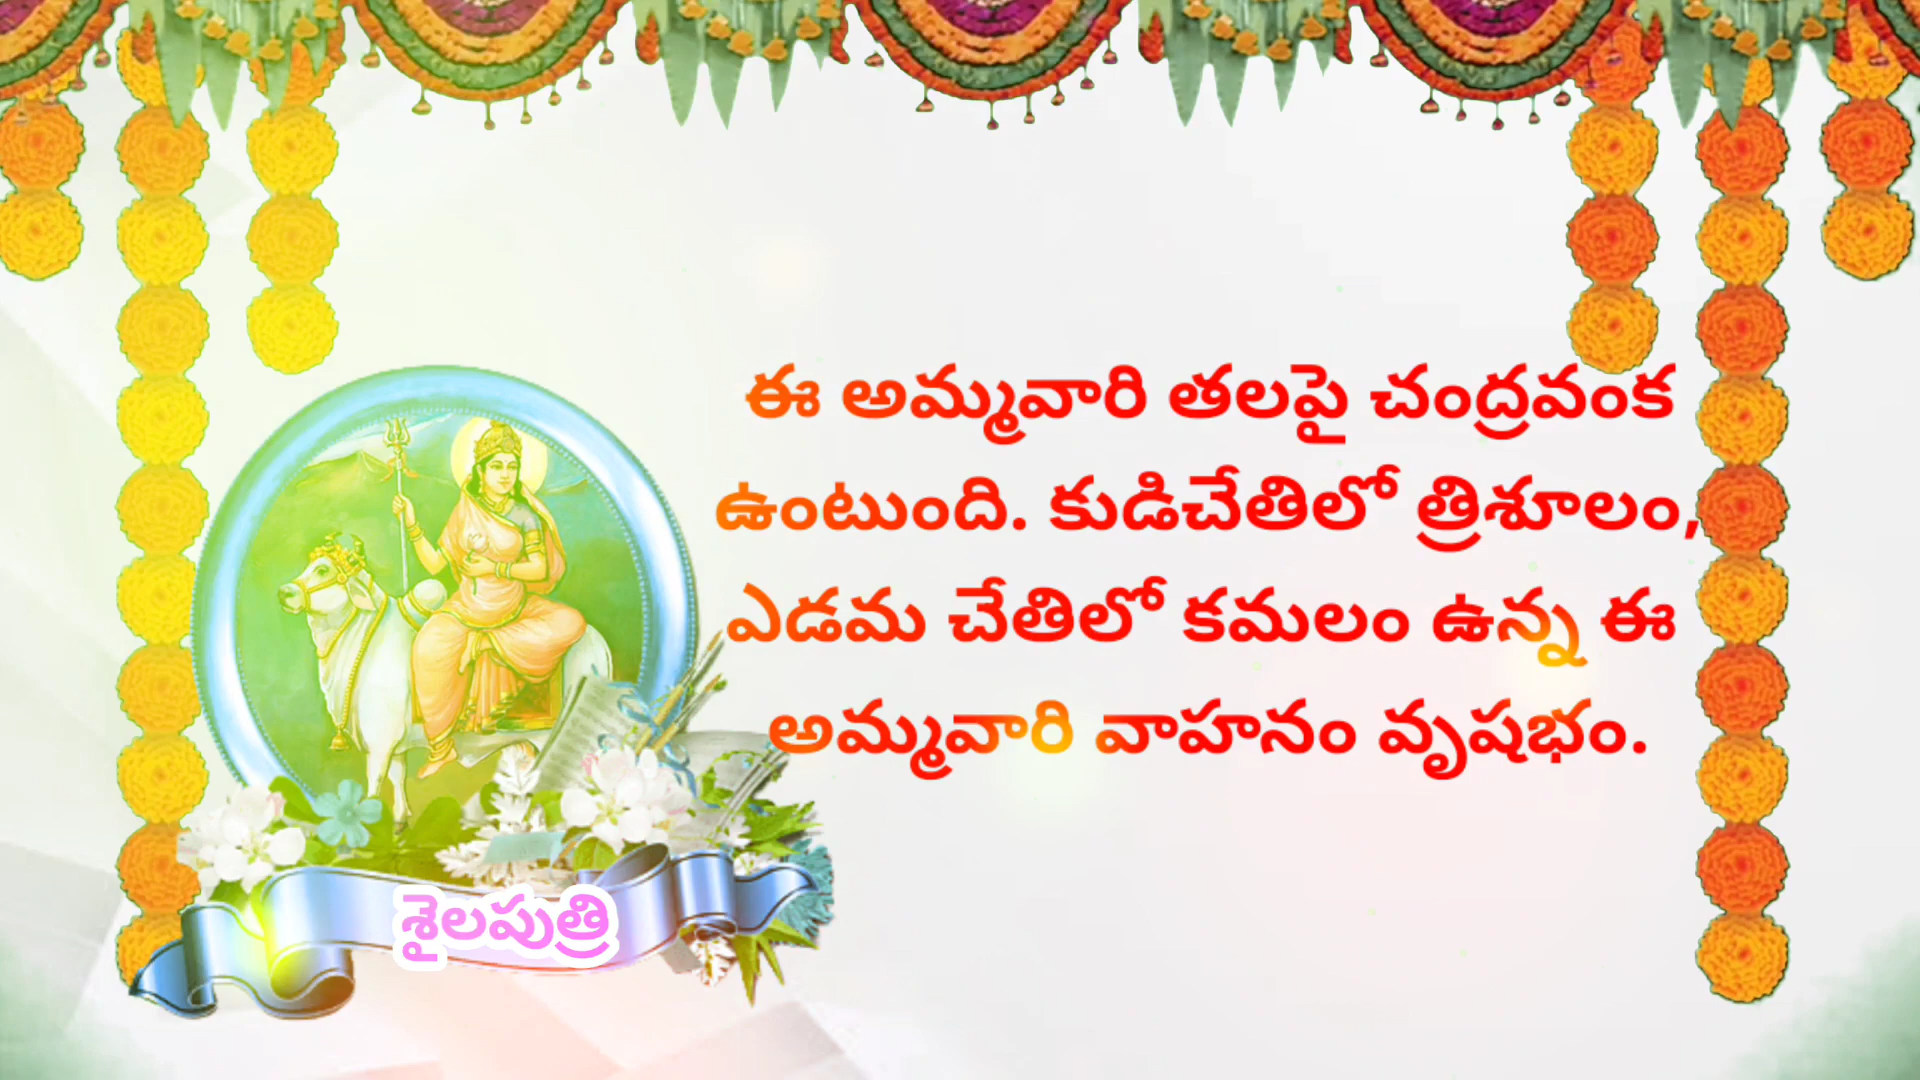 ఈ అమ్మవారి తలపై చంద్రవంక
ఉంటుంది. కుడిచేతిలో త్రిశూలం,
ఎడమ చేతిలో కమలం ఉన్న ఈ
అమ్మవారి వాహనం వృషభం.
శైలపుత్రి